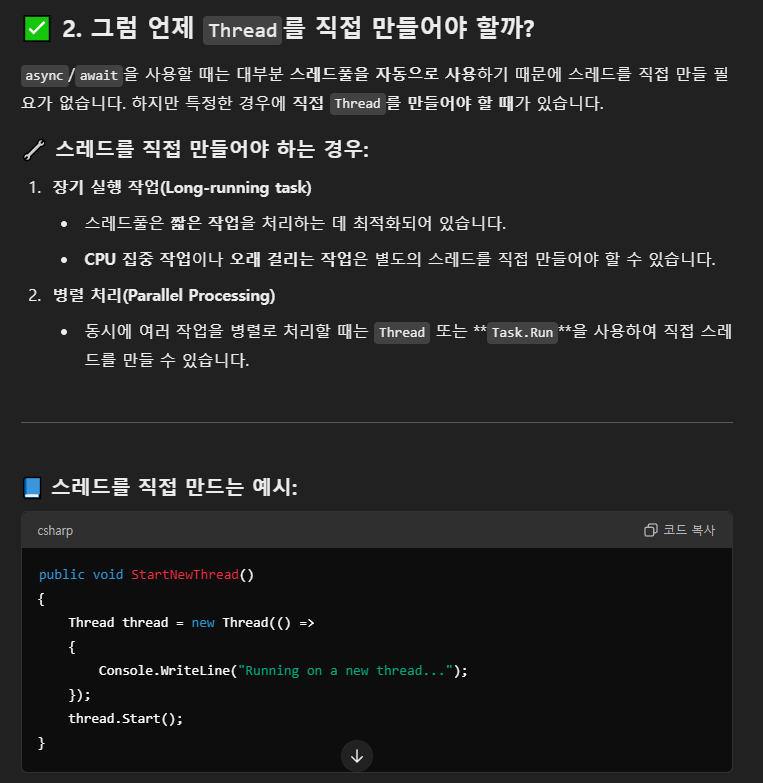 ✅ 2. 그럼 언제 Thread를 직접 만들어야 할까?
async/await을 사용할 때는 대부분 스레드풀을 자동으로 사용하기 때문에 스레드를 직접 만들 필
요가 없습니다. 하지만 특정한 경우에 직접 Thread를 만들어야 할 때가 있습니다.
🔧 스레드를 직접 만들어야 하는 경우:
1. 장기 실행 작업(Long-running task)
• 스레드풀은 짧은 작업을 처리하는 데 최적화되어 있습니다.
• CPU 집중 작업이나 오래 걸리는 작업은 별도의 스레드를 직접 만들어야 할 수 있습니다.
2. 병렬 처리(Parallel Processing)
• 동시에 여러 작업을 병렬로 처리할 때는 Thread 또는 **Task.Run**을 사용하여 직접 스레
드를 만들 수 있습니다.
📘 스레드를 직접 만드는 예시:
csharp 코드 복사
public void StartNewThread()
{
    Thread thread = new Thread(() =>
    {
        Console.WriteLine("Running on a new thread...");
    });
    thread.Start();
}